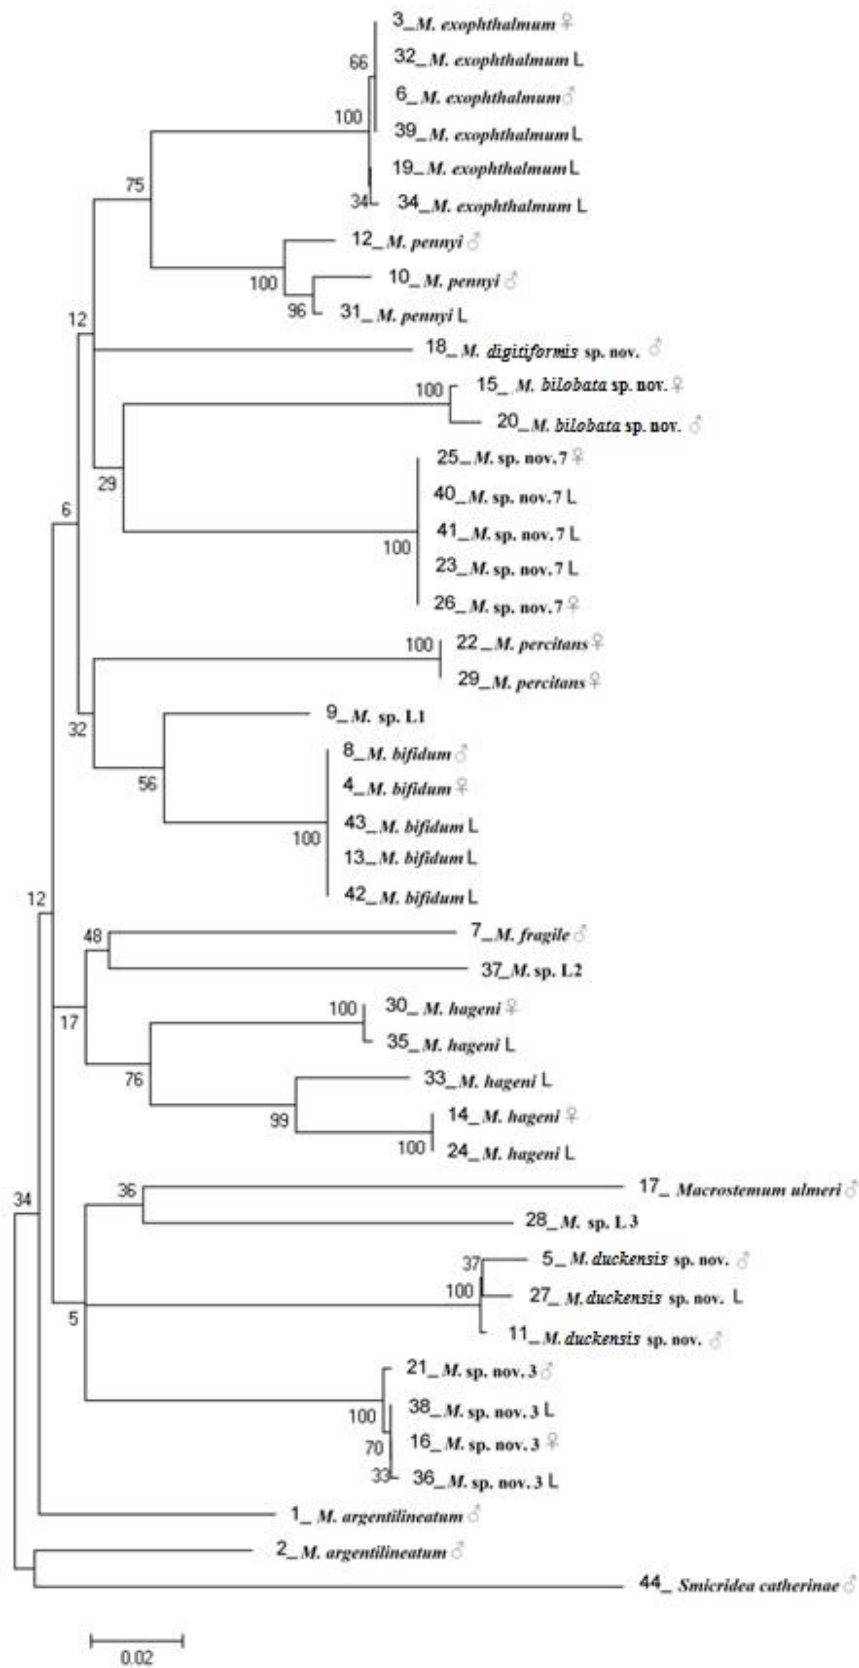 3_M. exophthalmum ♀
66
32_M. exophthalmum L
6_M. exophthalmum ♂
100
39_M. exophthalmum L
19_M. exophthalmum L
75
34
34_M. exophthalmum L
12_M. pennyi ♂
100
10_M. pennyi ♂
96
31_M. pennyi L
12
18_M. digitiformis sp. nov. ♂
100
15_M. bilobata sp. nov. ♀
20_M. bilobata sp. nov. ♂
25_M. sp. nov. 7 ♀
29
40_M. sp. nov. 7 L
6
41_M. sp. nov. 7 L
100
23_M. sp. nov. 7 L
26_M. sp. nov. 7 ♀
100
22_M. percitans ♀
29_M. percitans ♀
32
9_M. sp. L1
8_M. bifidum ♂
56
4_M. bifidum ♀
43_M. bifidum L
100
13_M. bifidum L
42_M. bifidum L
12
48
7_M. fragile ♂
37_M. sp. L2
17
100
30_M. hageni ♀
35_M. hageni L
76
33_M. hageni L
99
14_M. hageni ♀
100
24_M. hageni L
34
36
17_ Macrostemum ulmeri ♂
28_M. sp. L3
37
5_M. duckensis sp. nov. ♂
100
27_M. duckensis sp. nov. L
5
11_M. duckensis sp. nov. ♂
21_M. sp. nov. 3 ♂
100
38_M. sp. nov. 3 L
70
16_M. sp. nov. 3 ♀
33
36_M. sp. nov. 3 L
1_ M. argentilineatum ♂
2_M. argentilineatum ♂
44_ Smicridea catherinae ♂
0.02